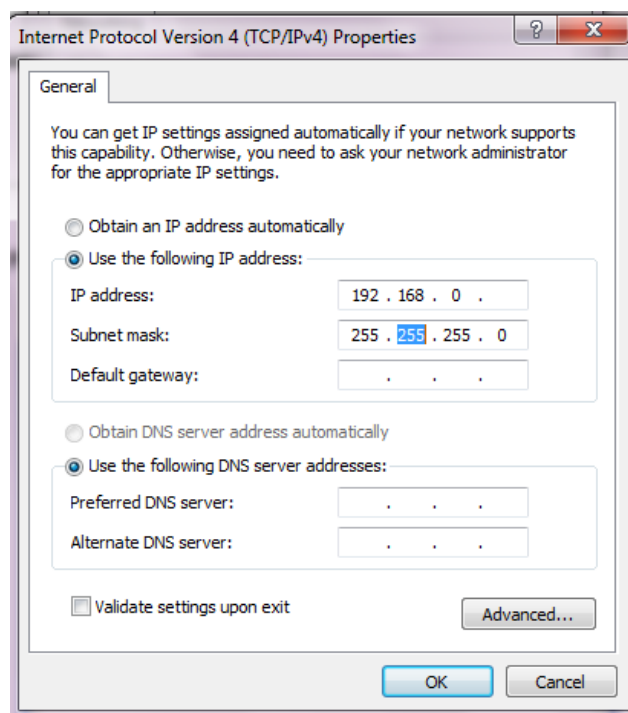 Internet Protocol Version 4 (TCP/IPv4) Properties
General
You can get IP settings assigned automatically if your network supports
this capability. Otherwise, you need to ask your network administrator
for the appropriate IP settings.
Obtain an IP address automatically
Use the following IP address:
IP address: 192 . 168 . 0 .
Subnet mask: 255 . 255 . 255 . 0
Default gateway: . . .
Obtain DNS server address automatically
Use the following DNS server addresses:
Preferred DNS server: . . .
Alternate DNS server: . . .
Validate settings upon exit
Advanced...
OK Cancel